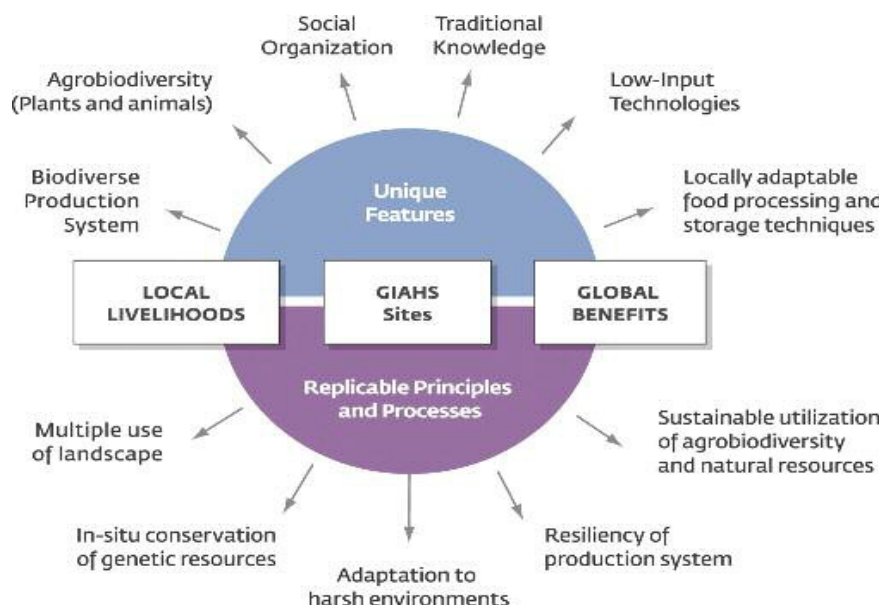 Social
Organization
Traditional
Knowledge
Agrobiodiversity
(Plants and animals)
Low-Input
Technologies
Biodiverse
Production
System
Unique
Features
Locally adaptable
food processing and
storage techniques
LOCAL
LIVELIHOODS
GIAHS
Sites
GLOBAL
BENEFITS
Replicable Principles
and Processes
Multiple use
of landscape
Sustainable utilization
of agrobiodiversity
and natural resources
In-situ conservation
of genetic resources
Adaptation to
harsh environments
Resiliency of
production system